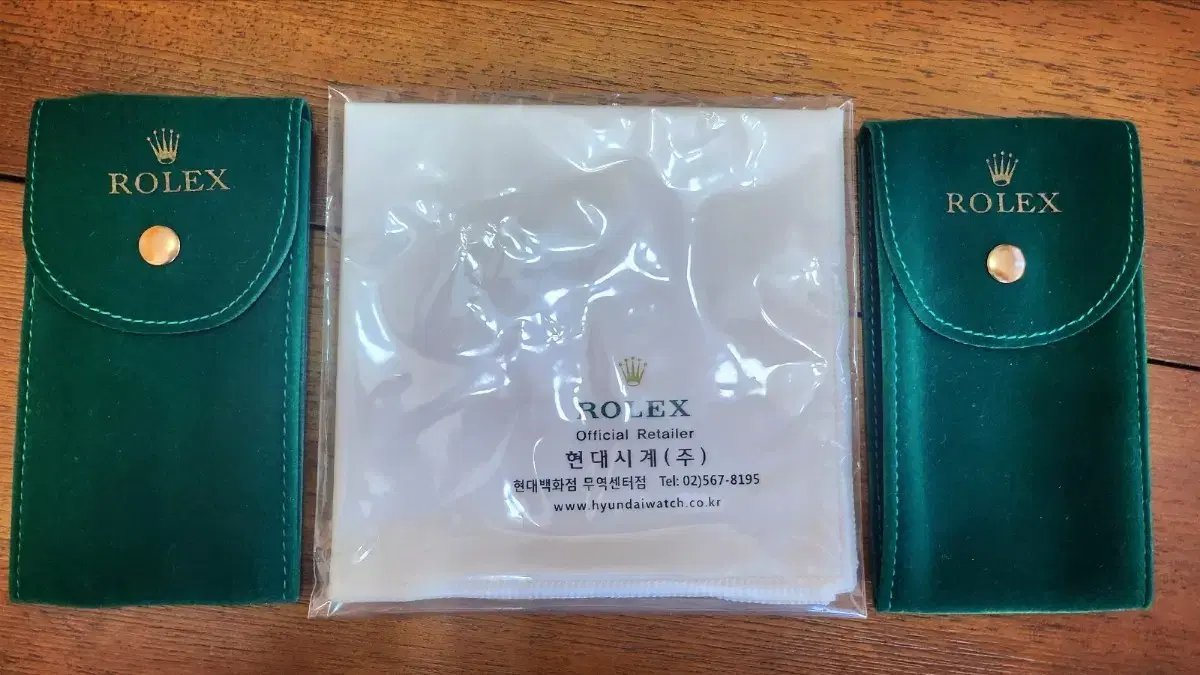 ROLEX
ROLEX
Official Retailer
현대시계(주)
현대백화점 무역센터점 Tel: 02)567-8195
www.hyundaiwatch.co.kr
ROLEX